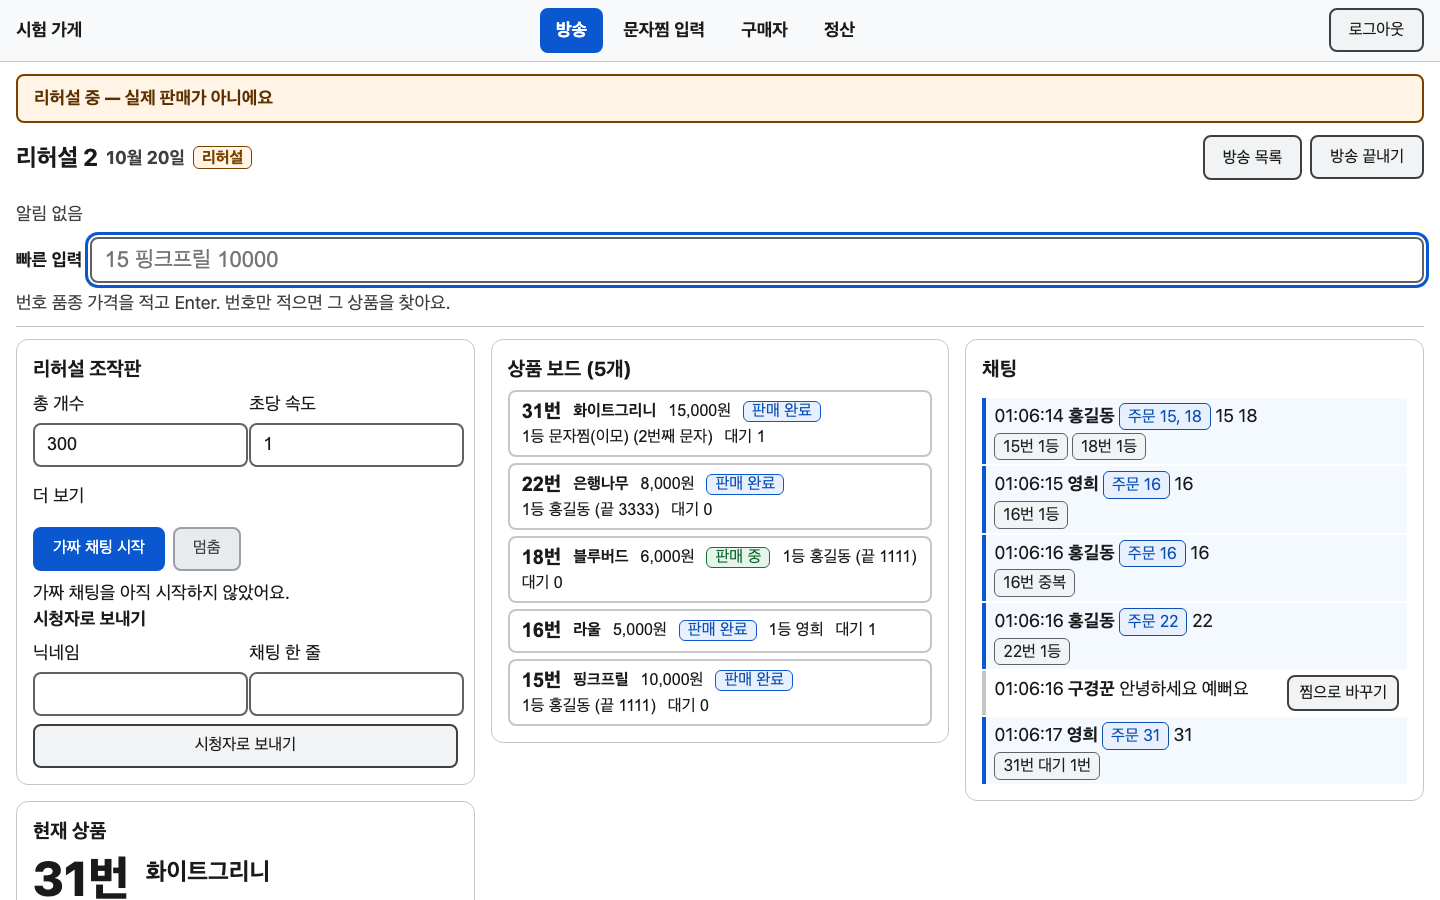 시험 가게
방송 문자찜 입력 구매자 정산
로그아웃
리허설 중 — 실제 판매가 아니에요
리허설 2 10월 20일 리허설
방송 목록 방송 끝내기
알림 없음
빠른 입력 15 핑크프릴 10000
번호 품종 가격을 적고 Enter. 번호만 적으면 그 상품을 찾아요.
리허설 조작판
총 개수 초당 속도
300 1
더 보기
가짜 채팅 시작 멈춤
가짜 채팅을 아직 시작하지 않았어요.
시청자로 보내기
닉네임 채팅 한 줄
시청자로 보내기
현재 상품
31번 화이트그리니
상품 보드 (5개)
31번 화이트그리니 15,000원 판매 완료
1등 문자찜(이모) (2번째 문자) 대기 1
22번 은행나무 8,000원 판매 완료
1등 홍길동 (끝 3333) 대기 0
18번 블루버드 6,000원 판매 중 1등 홍길동 (끝 1111)
대기 0
16번 라울 5,000원 판매 완료 1등 영희 대기 1
15번 핑크프릴 10,000원 판매 완료
1등 홍길동 (끝 1111) 대기 0
채팅
01:06:14 홍길동 주문 15, 18 15 18
15번 1등 18번 1등
01:06:15 영희 주문 16 16
16번 1등
01:06:16 홍길동 주문 16 16
16번 중복
01:06:16 홍길동 주문 22 22
22번 1등
01:06:16 구경꾼 안녕하세요 예뻐요 찜으로 바꾸기
01:06:17 영희 주문 31 31
31번 대기 1번